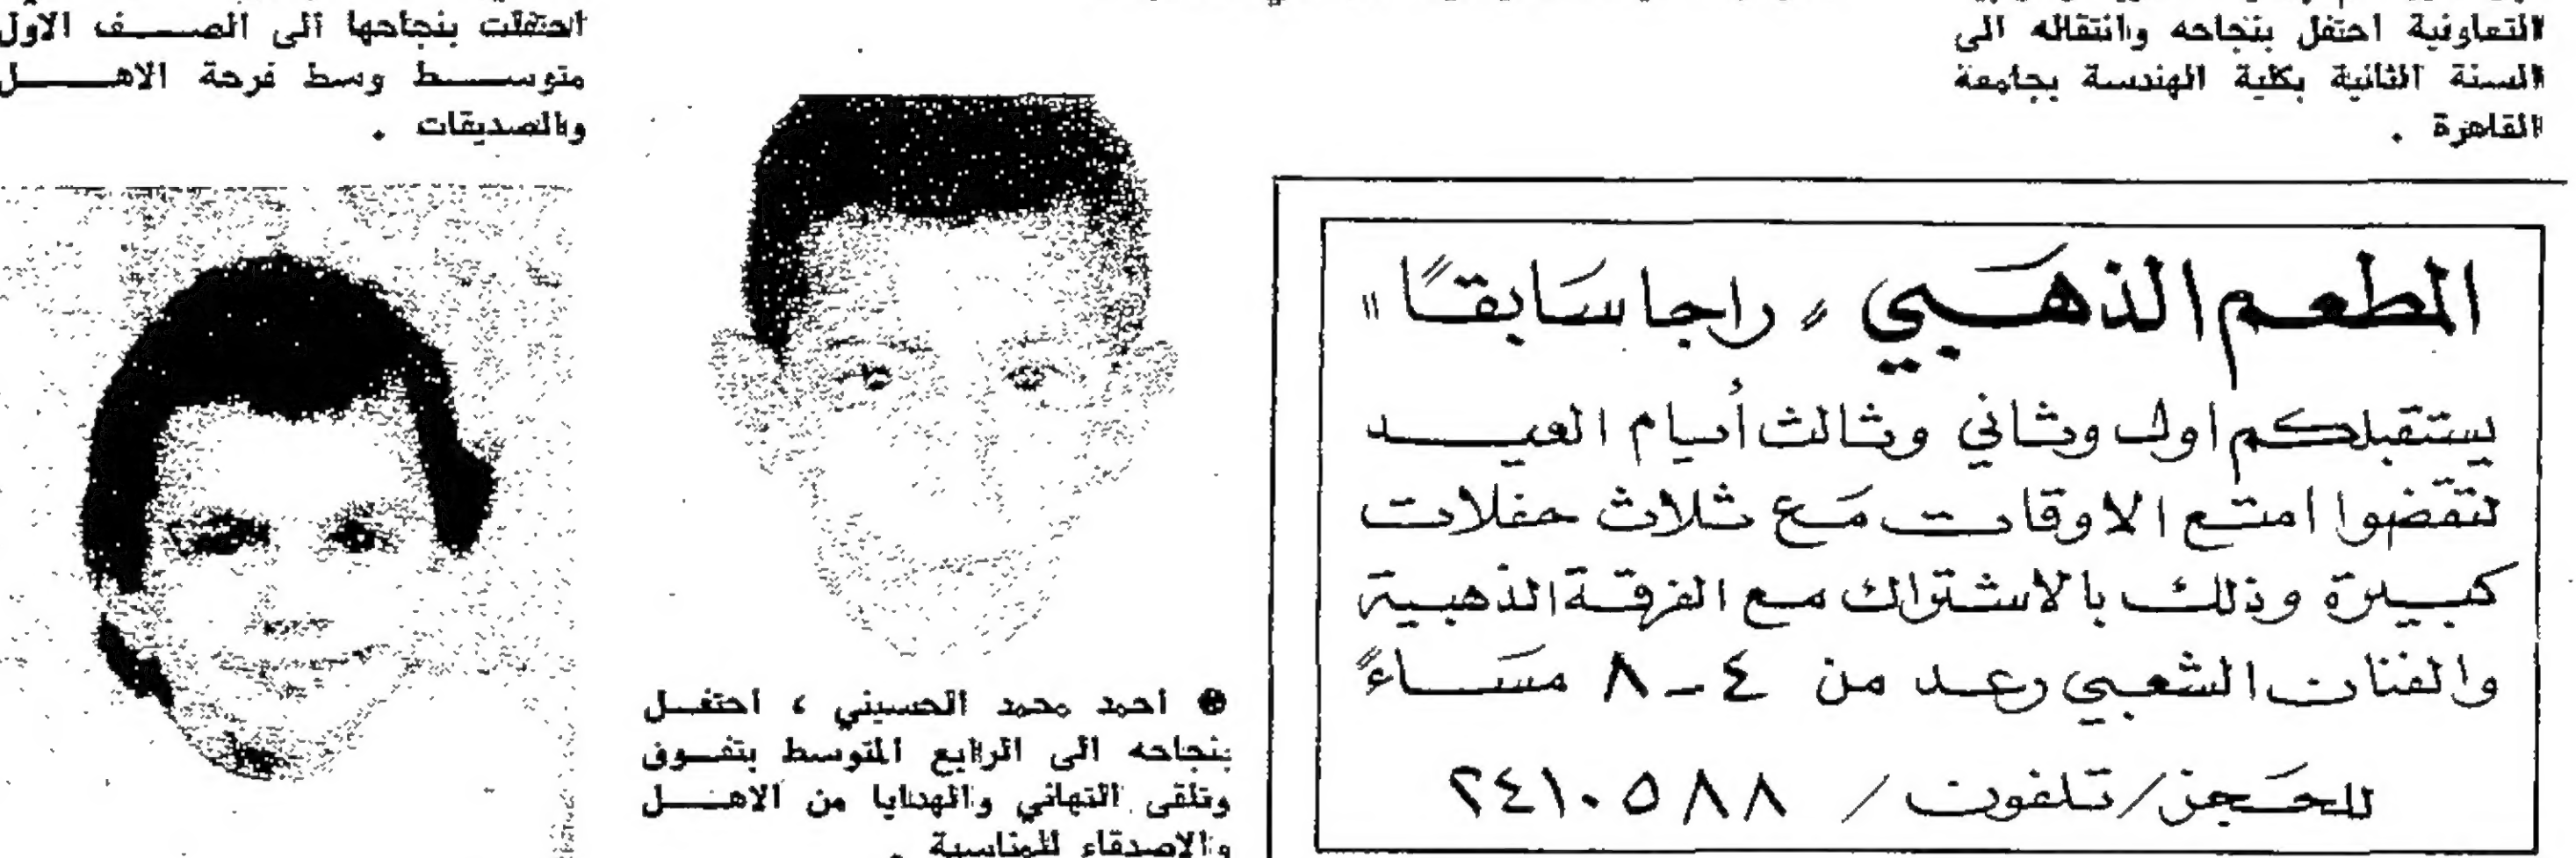 التعاونية احتفل بنجاحه وانتقاله الى
السنة الثانية بكلية الهندسة بجامعة
القاهرة .
المطعم الذهبي « راجا سابقاً »
يستقبلكم اول وثاني وثالث أيام العيد
لتقضوا امتع الاوقات مع ثلاث حفلات
كبيرة وذلك بالاشتراك مع الفرقة الذهبية
والفنان الشعبي رعد من ٤ - ٨ مساءً
للحجز / تلفون / ٢٤١٠٥٨٨
● احمد محمد الحسيني ، احتفل
بنجاحه الى الرابع المتوسط بتفوق
وتلقى التهاني والهدايا من الاهل
والاصدقاء للمناسبة .
احتفلت بنجاحها الى الصف الاول
متوسط وسط فرحة الاهل
والصديقات .